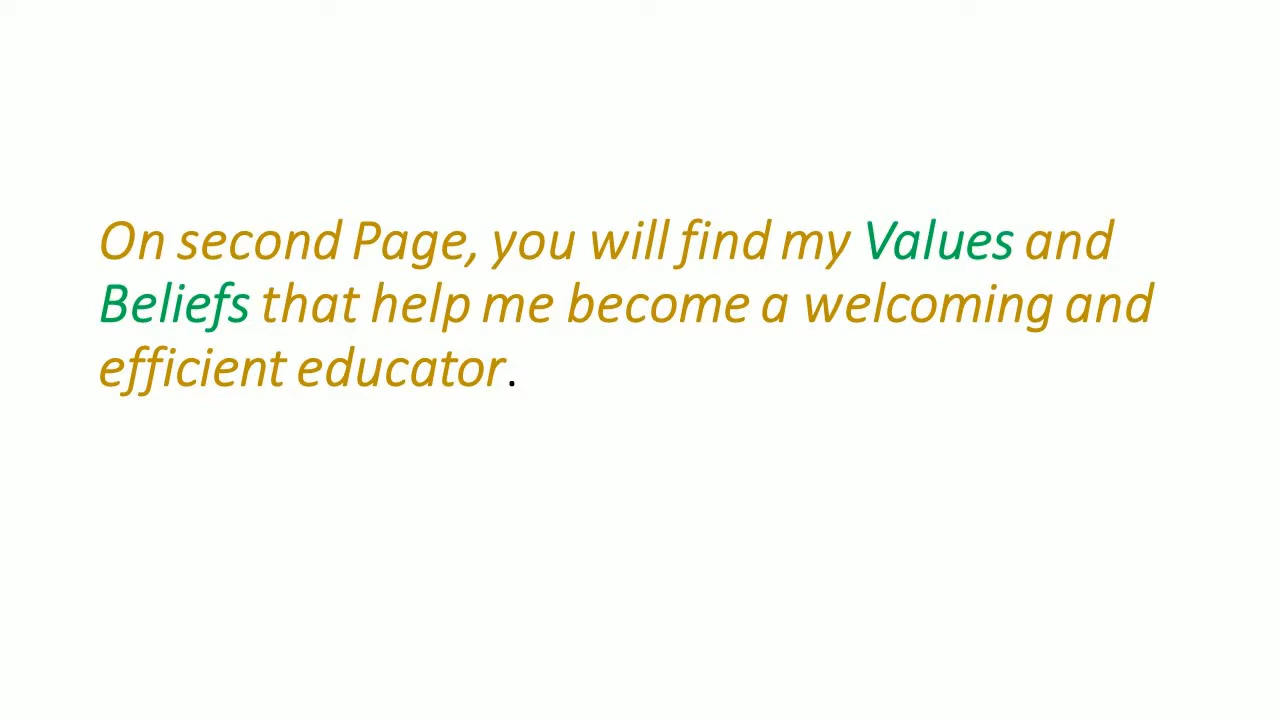 On second Page, you will find my Values and
Beliefs that help me become a welcoming and
efficient educator.